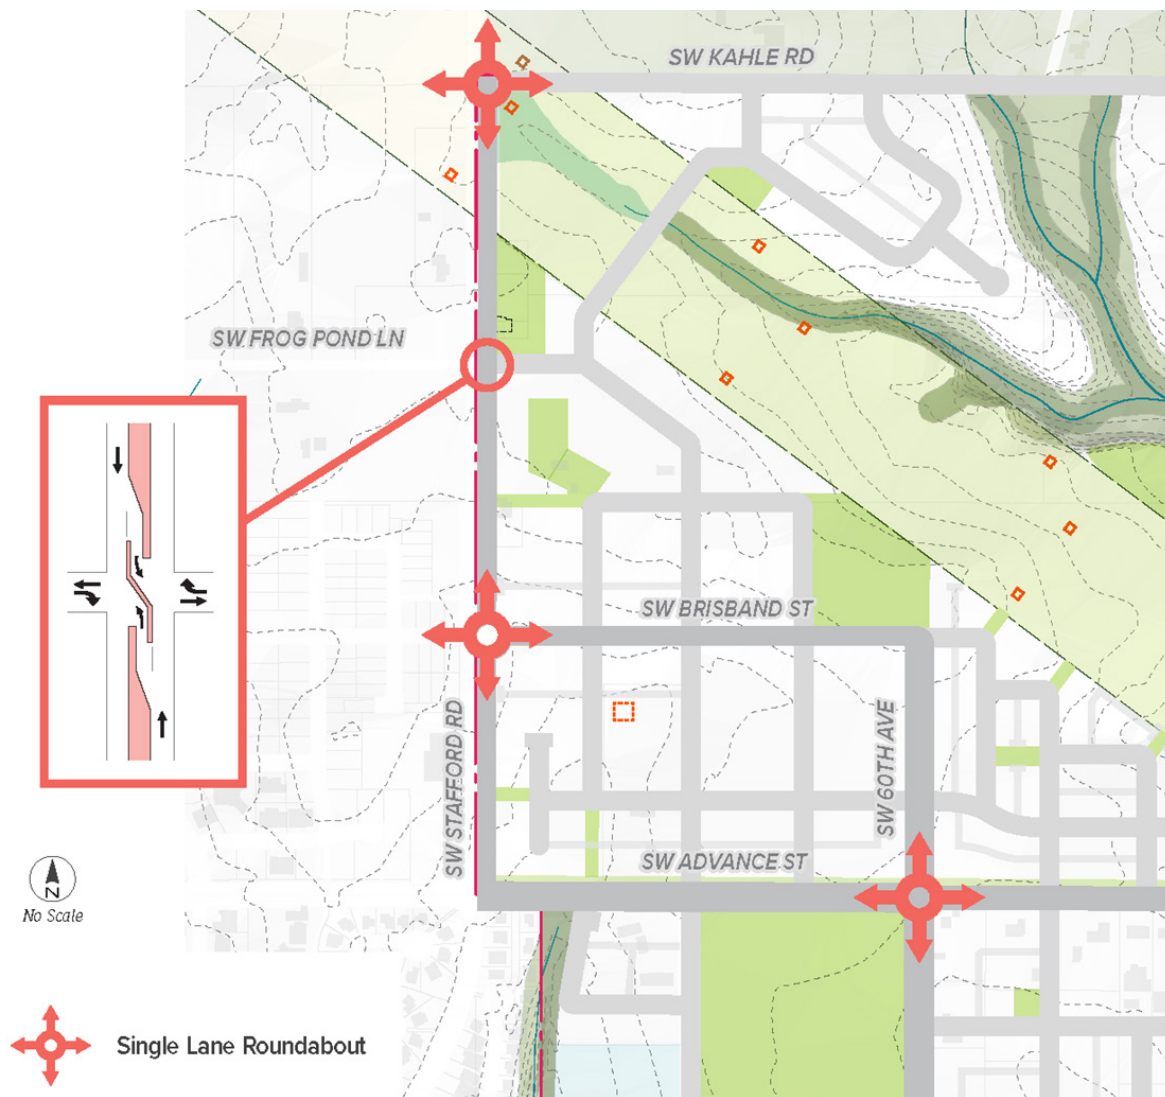 SW KAHLE RD
SW FROG POND LN
SW BRISBAND ST
SW STAFFORD RD
SW 60TH AVE
SW ADVANCE ST
N
No Scale
Single Lane Roundabout